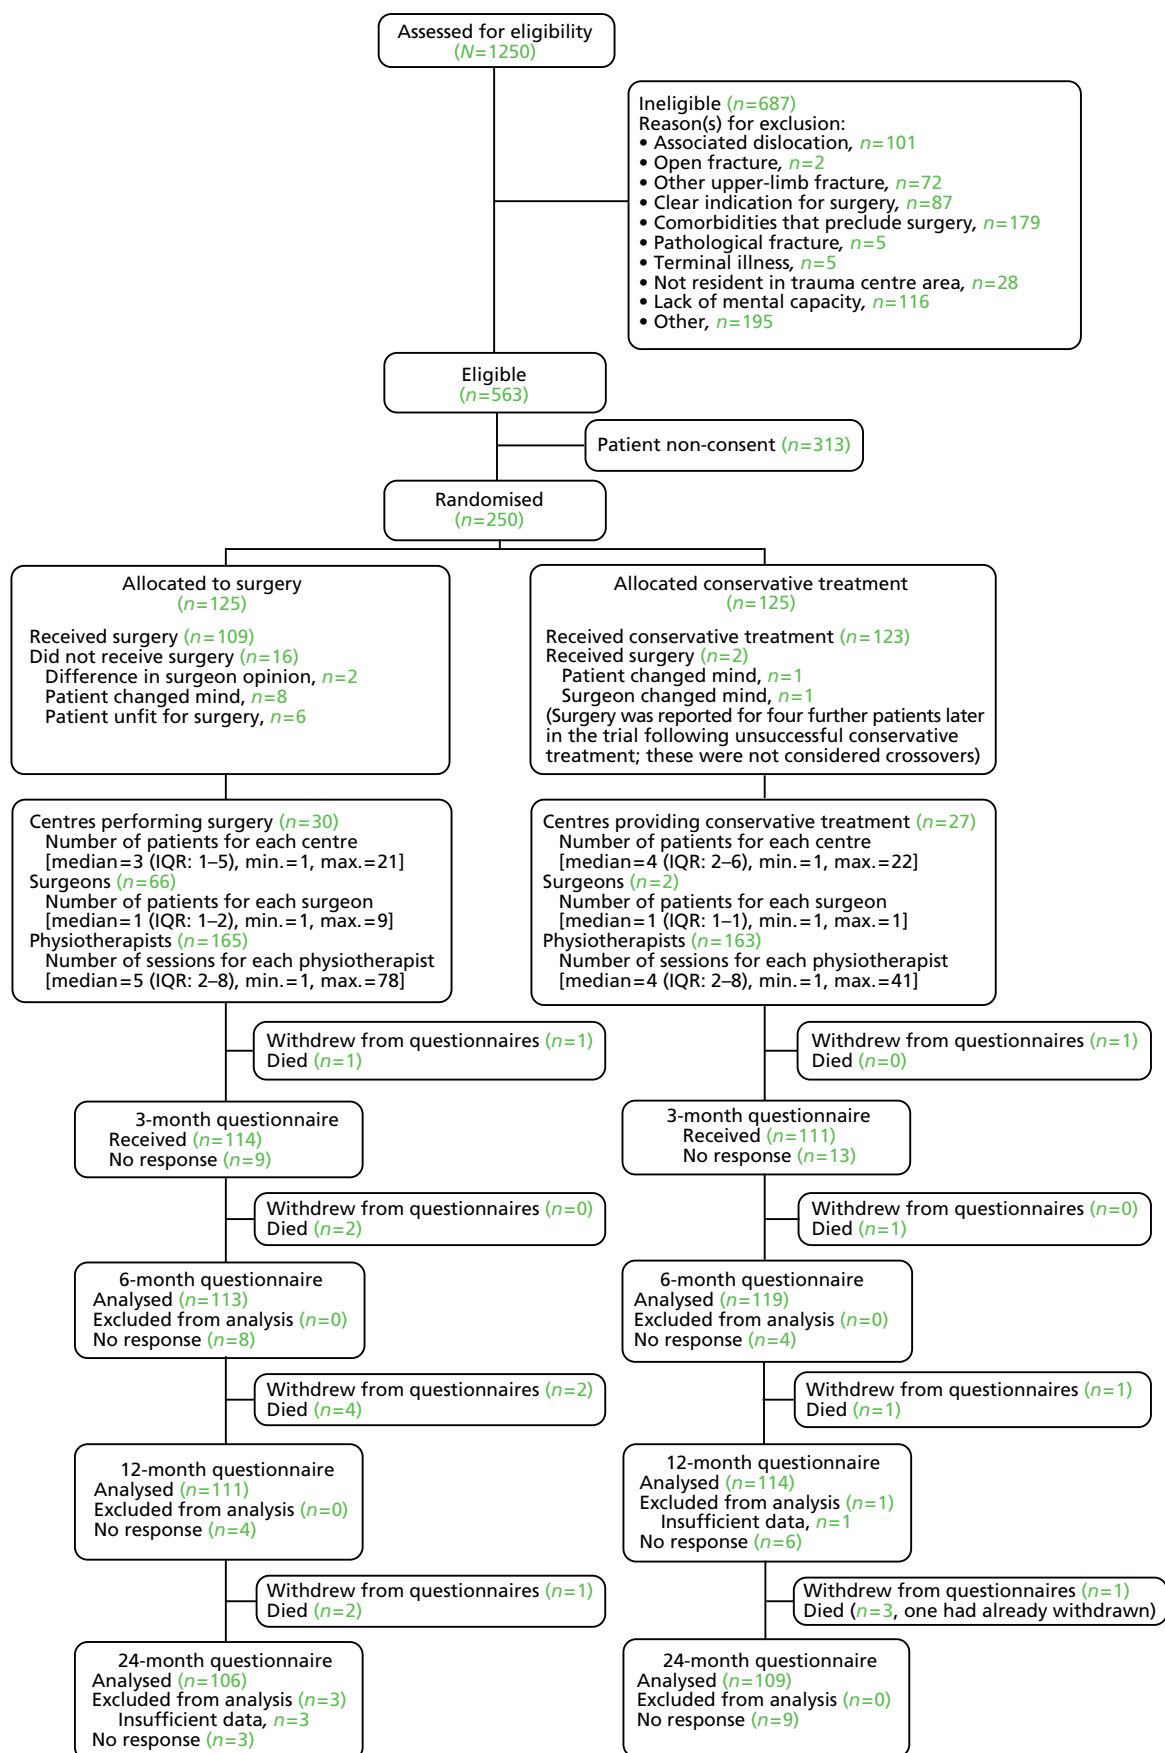 Assessed for eligibility
(N=1250)
Ineligible (n=687)
Reason(s) for exclusion:
• Associated dislocation, n=101
• Open fracture, n=2
• Other upper-limb fracture, n=72
• Clear indication for surgery, n=87
• Comorbidities that preclude surgery, n=179
• Pathological fracture, n=5
• Terminal illness, n=5
• Not resident in trauma centre area, n=28
• Lack of mental capacity, n=116
• Other, n=195
Eligible
(n=563)
Patient non-consent (n=313)
Randomised
(n=250)
Allocated to surgery
(n=125)
Received surgery (n=109)
Did not receive surgery (n=16)
Difference in surgeon opinion, n=2
Patient changed mind, n=8
Patient unfit for surgery, n=6
Allocated conservative treatment
(n=125)
Received conservative treatment (n=123)
Received surgery (n=2)
Patient changed mind, n=1
Surgeon changed mind, n=1
(Surgery was reported for four further patients later
in the trial following unsuccessful conservative
treatment; these were not considered crossovers)
Centres performing surgery (n=30)
Number of patients for each centre
[median=3 (IQR: 1–5), min.=1, max.=21]
Surgeons (n=66)
Number of patients for each surgeon
[median=1 (IQR: 1–2), min.=1, max.=9]
Physiotherapists (n=165)
Number of sessions for each physiotherapist
[median=5 (IQR: 2–8), min.=1, max.=78]
Centres providing conservative treatment (n=27)
Number of patients for each centre
[median=4 (IQR: 2–6), min.=1, max.=22]
Surgeons (n=2)
Number of patients for each surgeon
[median=1 (IQR: 1–1), min.=1, max.=1]
Physiotherapists (n=163)
Number of sessions for each physiotherapist
[median=4 (IQR: 2–8), min.=1, max.=41]
Withdrew from questionnaires (n=1)
Died (n=1)
Withdrew from questionnaires (n=1)
Died (n=0)
3-month questionnaire
Received (n=114)
No response (n=9)
3-month questionnaire
Received (n=111)
No response (n=13)
Withdrew from questionnaires (n=0)
Died (n=2)
Withdrew from questionnaires (n=0)
Died (n=1)
6-month questionnaire
Analysed (n=113)
Excluded from analysis (n=0)
No response (n=8)
6-month questionnaire
Analysed (n=119)
Excluded from analysis (n=0)
No response (n=4)
Withdrew from questionnaires (n=2)
Died (n=4)
Withdrew from questionnaires (n=1)
Died (n=1)
12-month questionnaire
Analysed (n=111)
Excluded from analysis (n=0)
No response (n=4)
12-month questionnaire
Analysed (n=114)
Excluded from analysis (n=1)
Insufficient data, n=1
No response (n=6)
Withdrew from questionnaires (n=1)
Died (n=2)
Withdrew from questionnaires (n=1)
Died (n=3, one had already withdrawn)
24-month questionnaire
Analysed (n=106)
Excluded from analysis (n=3)
Insufficient data, n=3
No response (n=3)
24-month questionnaire
Analysed (n=109)
Excluded from analysis (n=0)
No response (n=9)